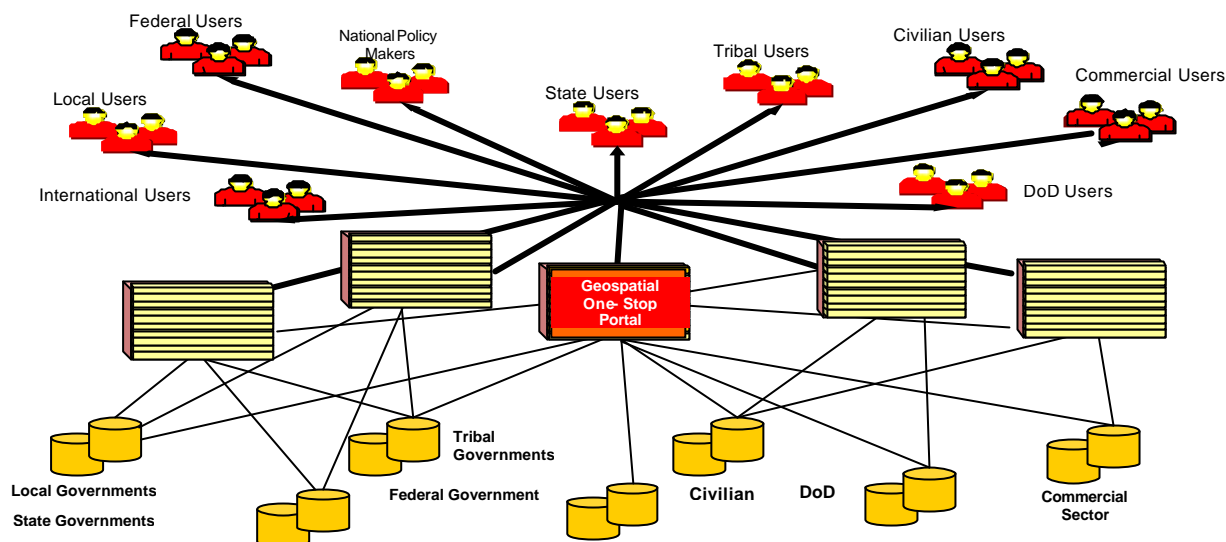 Federal Users
National Policy
Makers
Tribal Users
Civilian Users
Commercial Users
Local Users
State Users
International Users
DoD Users
Geospatial
One- Stop
Portal
Tribal
Governments
Local Governments
State Governments
Federal Government
Civilian
DoD
Commercial
Sector